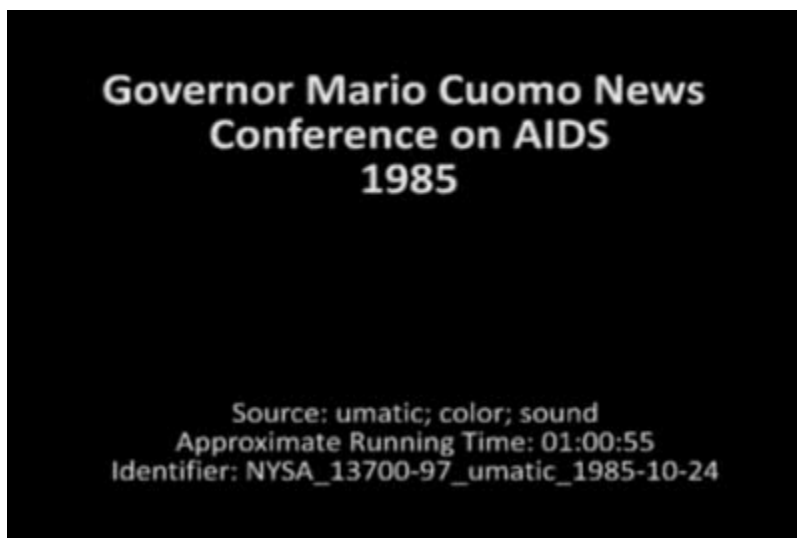 Governor Mario Cuomo News
Conference on AIDS
1985
Source: umatic; color; sound
Approximate Running Time: 01:00:55
Identifier: NYSA_13700-97_umatic_1985-10-24